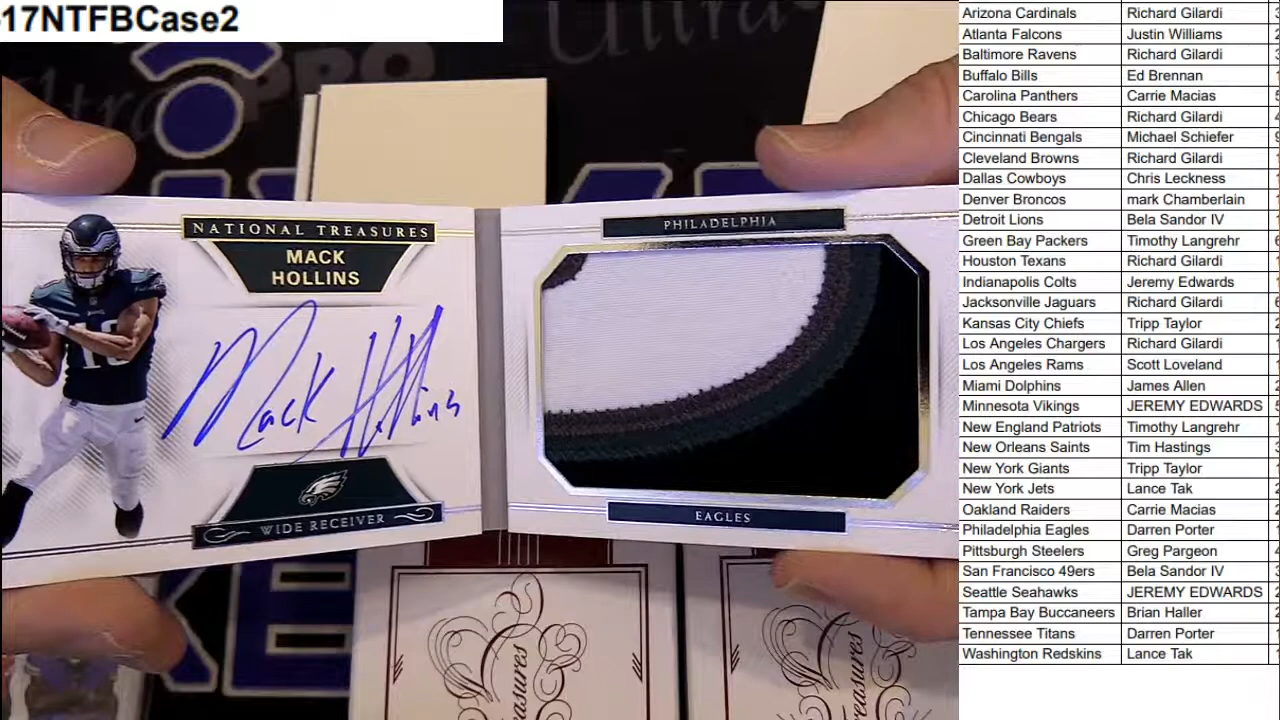 17NTFBCase2
Ultra
PRO
Ultra
NATIONAL TREASURES
MACK
HOLLINS
Mack Hollins
WIDE RECEIVER
PHILADELPHIA
EAGLES
Treasures
Treasures
Arizona Cardinals Richard Gilardi
Atlanta Falcons Justin Williams
Baltimore Ravens Richard Gilardi
Buffalo Bills Ed Brennan
Carolina Panthers Carrie Macias
Chicago Bears Richard Gilardi
Cincinnati Bengals Michael Schiefer
Cleveland Browns Richard Gilardi
Dallas Cowboys Chris Leckness
Denver Broncos mark Chamberlain
Detroit Lions Bela Sandor IV
Green Bay Packers Timothy Langrehr
Houston Texans Richard Gilardi
Indianapolis Colts Jeremy Edwards
Jacksonville Jaguars Richard Gilardi
Kansas City Chiefs Tripp Taylor
Los Angeles Chargers Richard Gilardi
Los Angeles Rams Scott Loveland
Miami Dolphins James Allen
Minnesota Vikings JEREMY EDWARDS
New England Patriots Timothy Langrehr
New Orleans Saints Tim Hastings
New York Giants Tripp Taylor
New York Jets Lance Tak
Oakland Raiders Carrie Macias
Philadelphia Eagles Darren Porter
Pittsburgh Steelers Greg Pargeon
San Francisco 49ers Bela Sandor IV
Seattle Seahawks JEREMY EDWARDS
Tampa Bay Buccaneers Brian Haller
Tennessee Titans Darren Porter
Washington Redskins Lance Tak